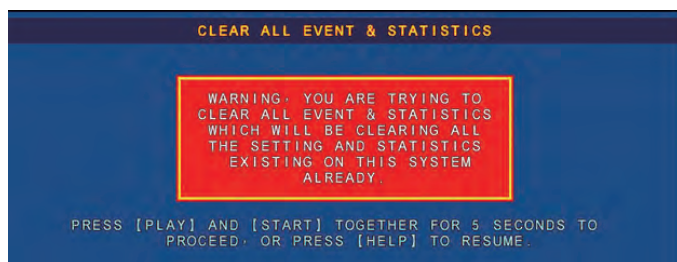 CLEAR ALL EVENT & STATISTICS
WARNING, YOU ARE TRYING TO
CLEAR ALL EVENT & STATISTICS
WHICH WILL BE CLEARING ALL
THE SETTING AND STATISTICS
EXISTING ON THIS SYSTEM
ALREADY.
PRESS [PLAY] AND [START] TOGETHER FOR 5 SECONDS TO
PROCEED, OR PRESS [HELP] TO RESUME.